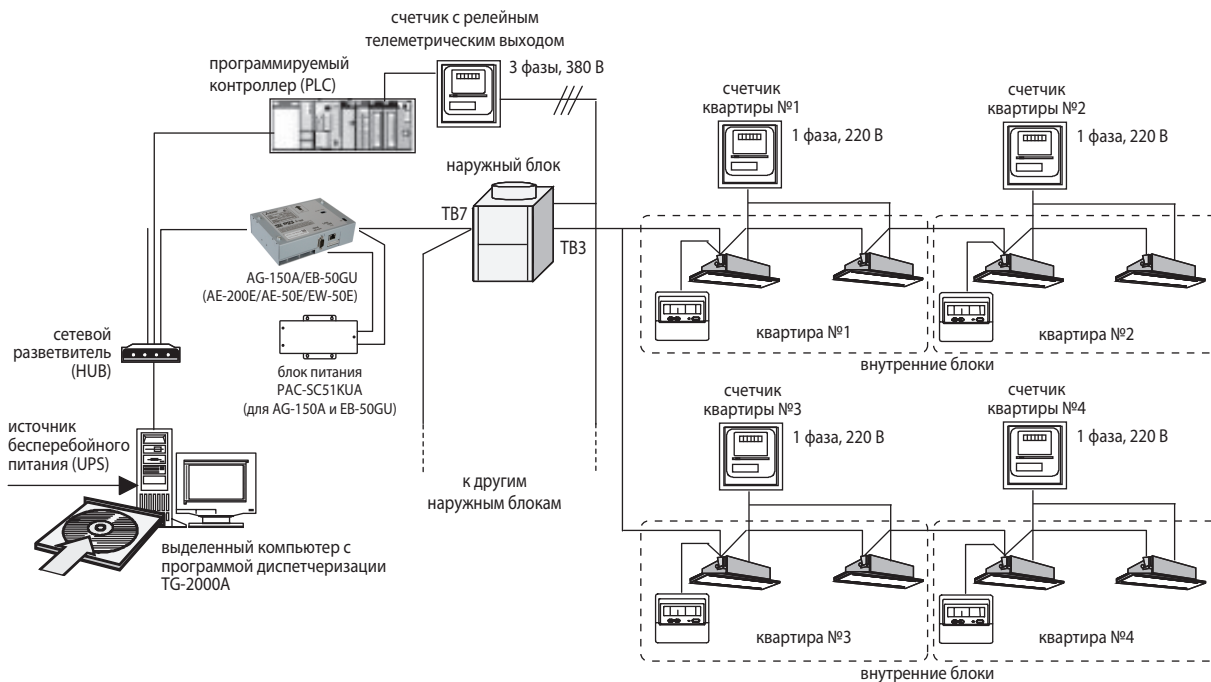 счетчик с релейным
телеметрическим выходом
3 фазы, 380 В
программируемый
контроллер (PLC)
наружный блок
TB7
TB3
AG-150A/EB-50GU
(AE-200E/AE-50E/EW-50E)
сетевой
разветвитель
(HUB)
блок питания
PAC-SC51KUA
(для AG-150A и EB-50GU)
источник
бесперебойного
питания (UPS)
к другим
наружным блокам
выделенный компьютер с
программой диспетчеризации
TG-2000A
счетчик
квартиры №1
1 фаза, 220 В
счетчик
квартиры №2
1 фаза, 220 В
квартира №1
квартира №2
внутренние блоки
счетчик
квартиры №3
1 фаза, 220 В
счетчик
квартиры №4
1 фаза, 220 В
квартира №3
квартира №4
внутренние блоки